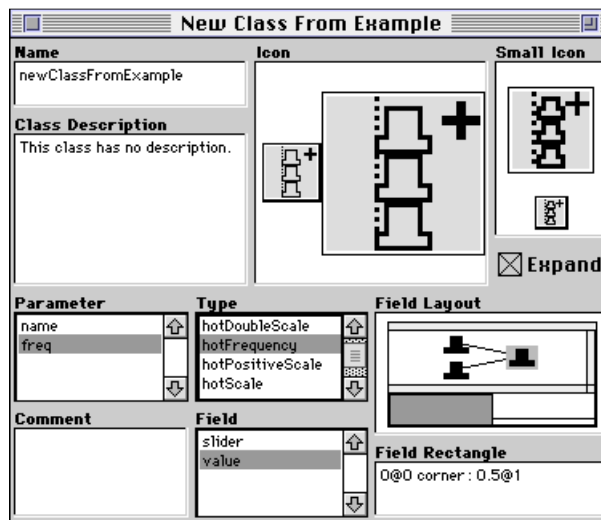 New Class From Example
Name
newClassFromExample
Icon
Small Icon
Class Description
This class has no description.
Expand
Parameter
name
freq
Type
hotDoubleScale
hotFrequency
hotPositiveScale
hotScale
Field Layout
Comment
Field
slider
value
Field Rectangle
0@0 corner: 0.5@1